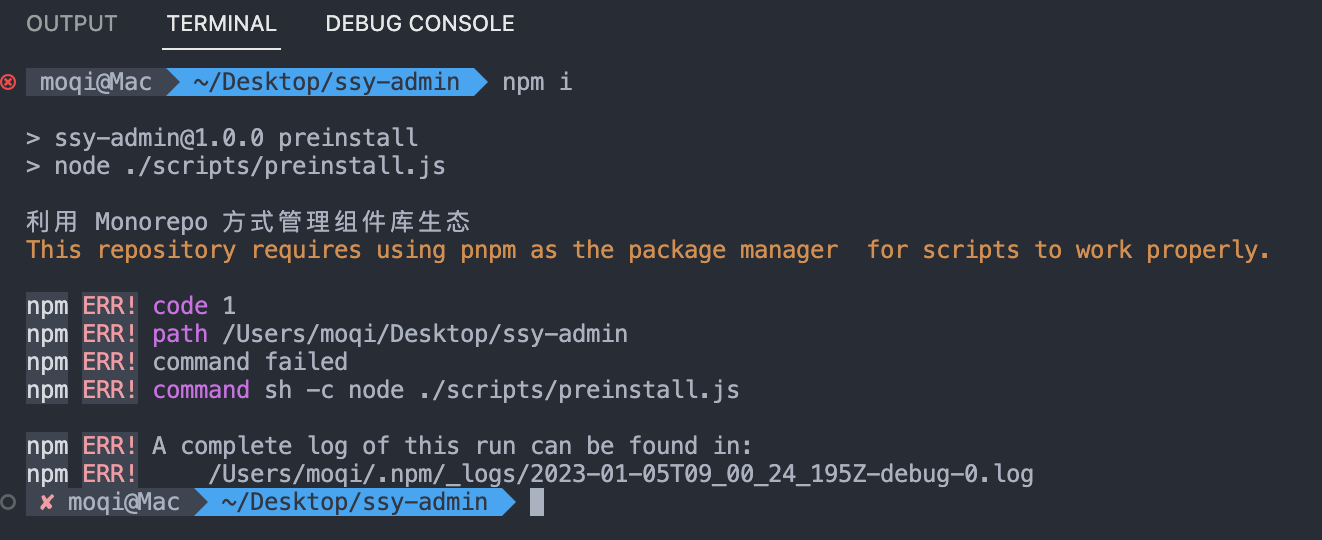 OUTPUT TERMINAL DEBUG CONSOLE
moqi@Mac ~/Desktop/ssy-admin npm i
> ssy-admin@1.0.0 preinstall
> node ./scripts/preinstall.js
利用 Monorepo 方式管理组件库生态
This repository requires using pnpm as the package manager  for scripts to work properly.
npm ERR! code 1
npm ERR! path /Users/moqi/Desktop/ssy-admin
npm ERR! command failed
npm ERR! command sh -c node ./scripts/preinstall.js
npm ERR! A complete log of this run can be found in:
npm ERR!     /Users/moqi/.npm/_logs/2023-01-05T09_00_24_195Z-debug-0.log
✘ moqi@Mac ~/Desktop/ssy-admin